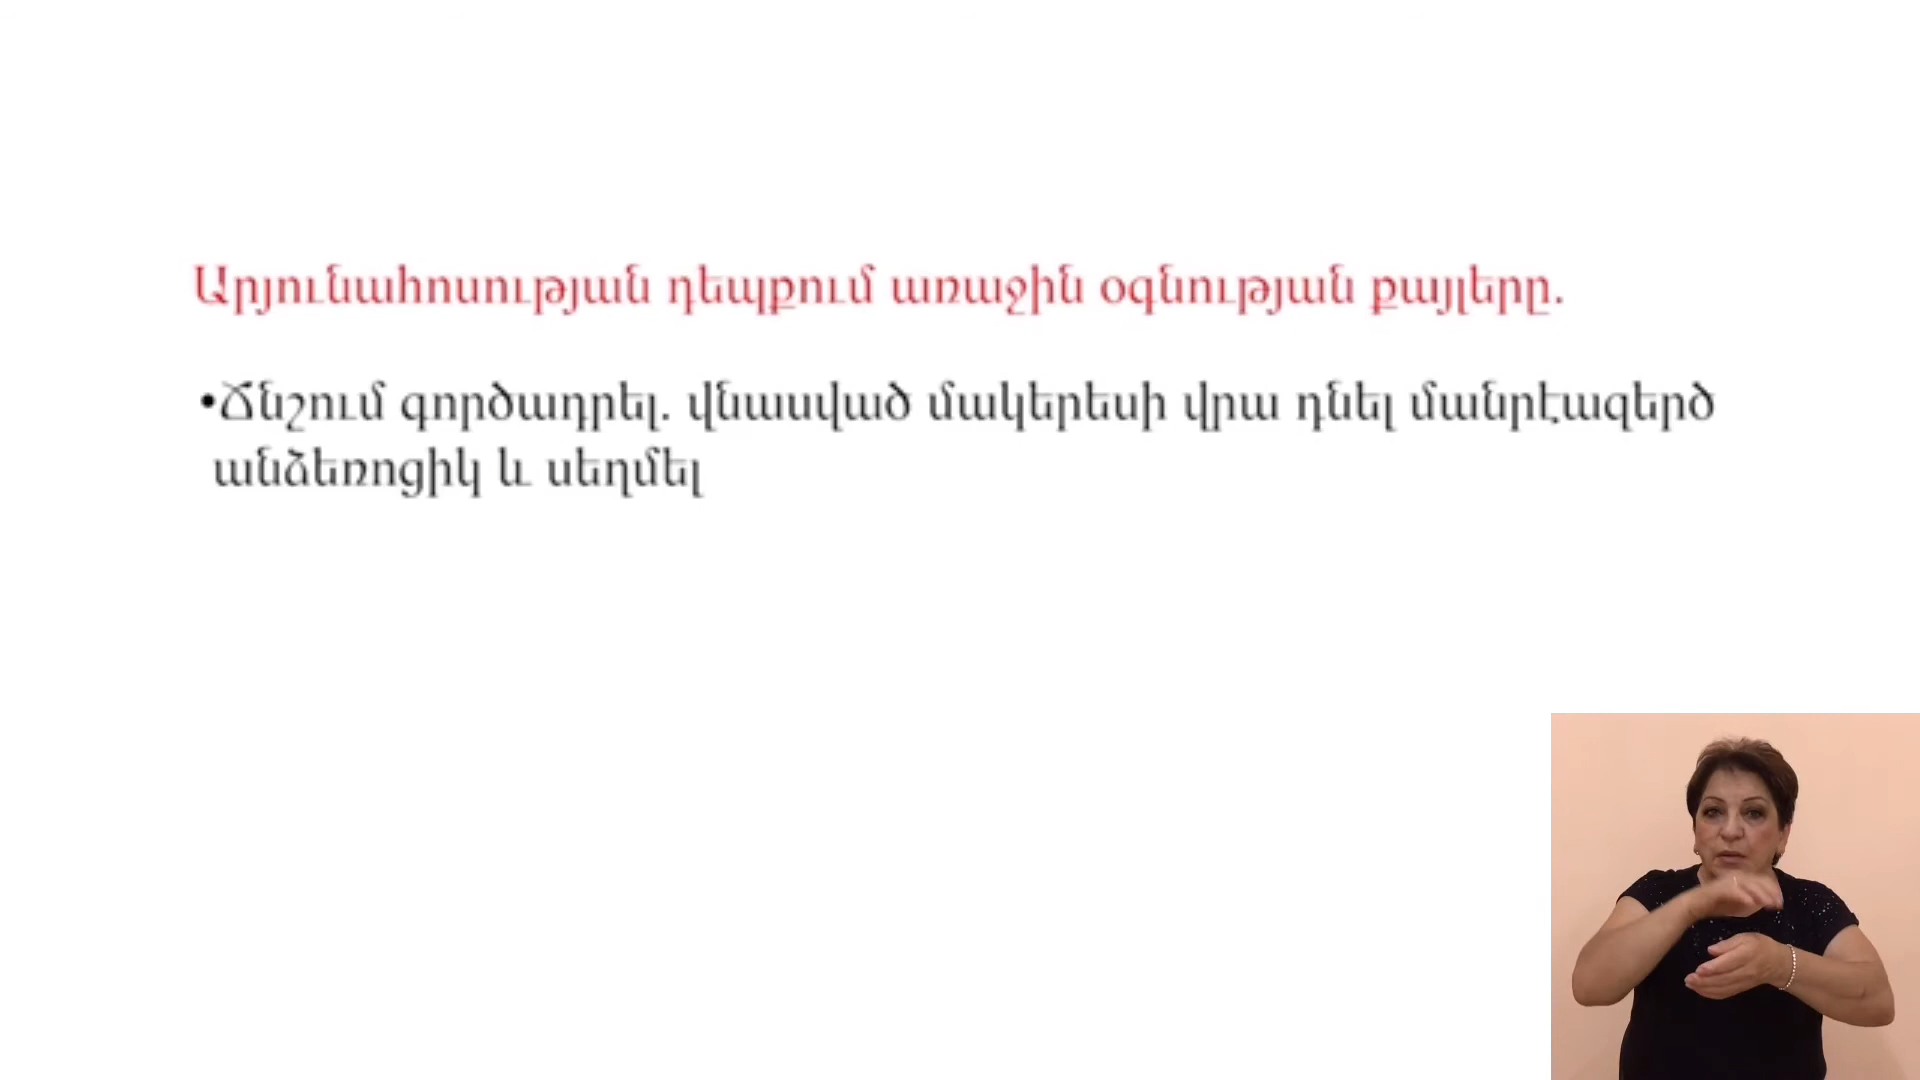 Արյունահոսության դեպքում առաջին օգնության քայլերը.
•Ճնշում գործադրել. վնասված մակերեսի վրա դնել մանրէազերծ
անձեռոցիկ և սեղմել